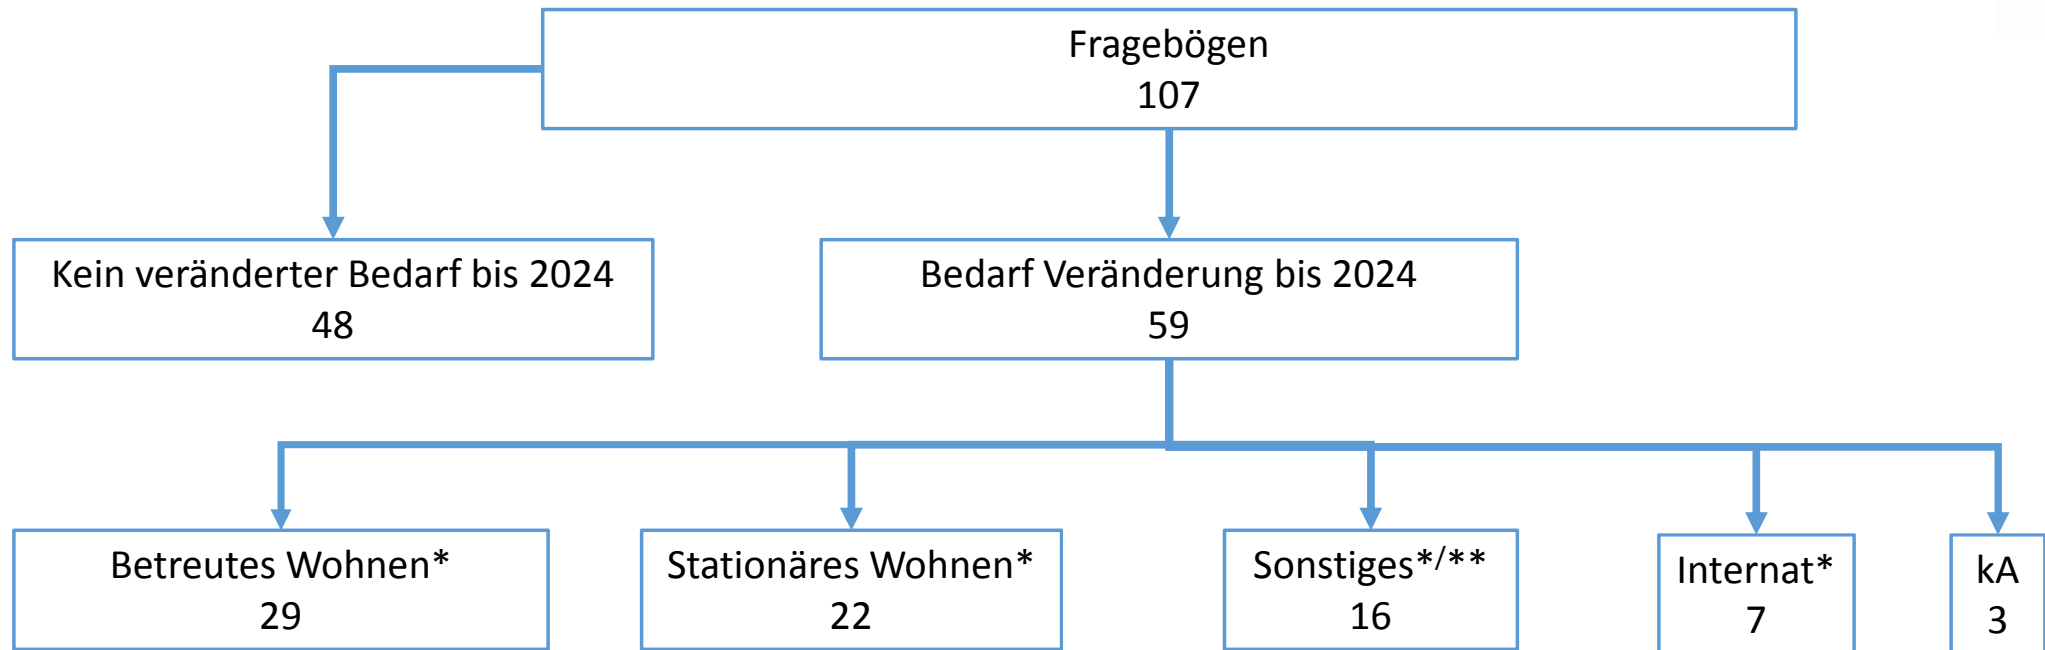 Fragebögen
107
Kein veränderter Bedarf bis 2024
48
Bedarf Veränderung bis 2024
59
Betreutes Wohnen*
29
Stationäres Wohnen*
22
Sonstiges*/**
16
Internat*
7
kA
3